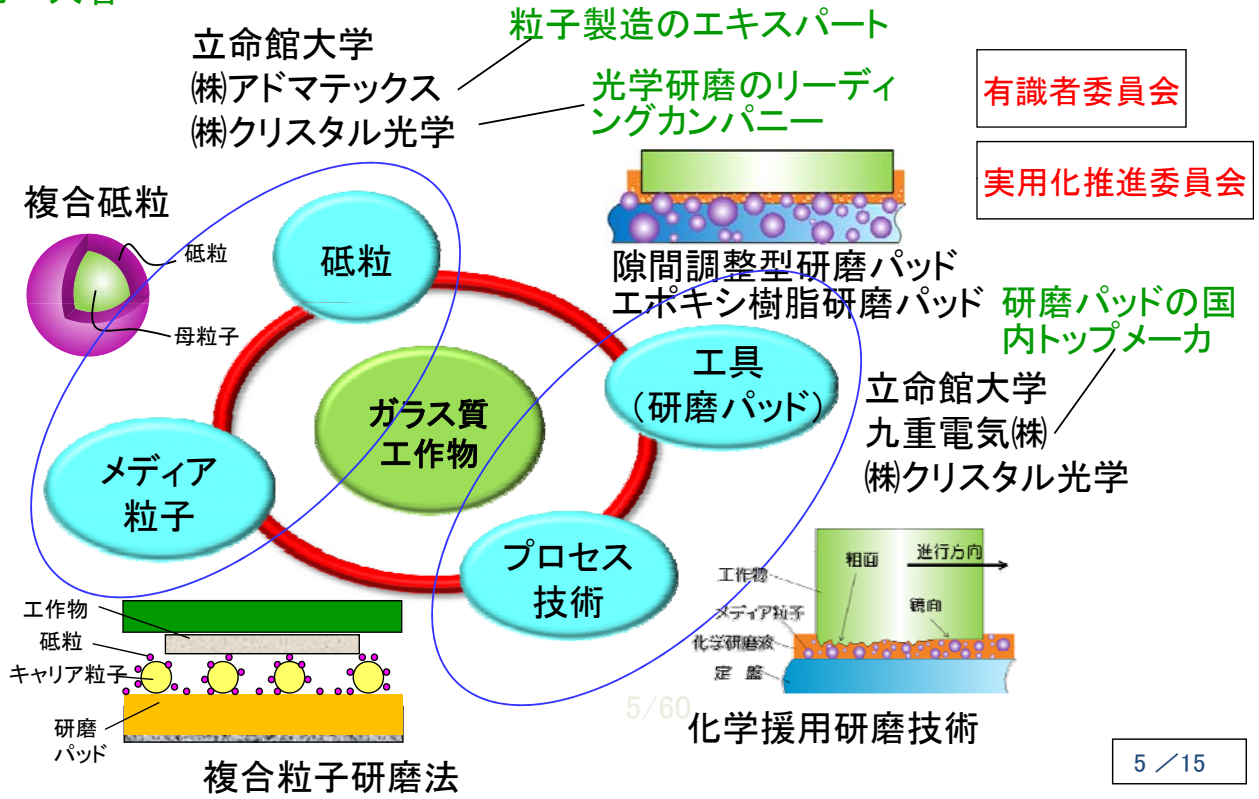 立命館大学
㈱アドマテックス
㈱クリスタル光学
粒子製造のエキスパート
光学研磨のリーディ
ングカンパニー
有識者委員会
実用化推進委員会
複合砥粒
砥粒
母粒子
砥粒
隙間調整型研磨パッド
エポキシ樹脂研磨パッド
研磨パッドの国
内トップメーカ
工具
（研磨パッド）
立命館大学
九重電気㈱
㈱クリスタル光学
ガラス質
工作物
メディア
粒子
プロセス
技術
工作物
砥粒
キャリア粒子
研磨
パッド
複合粒子研磨法
粗面
進行方向
工作物
鏡面
メディア粒子
化学研磨液
定 盤
5/60
化学援用研磨技術
5 ／15